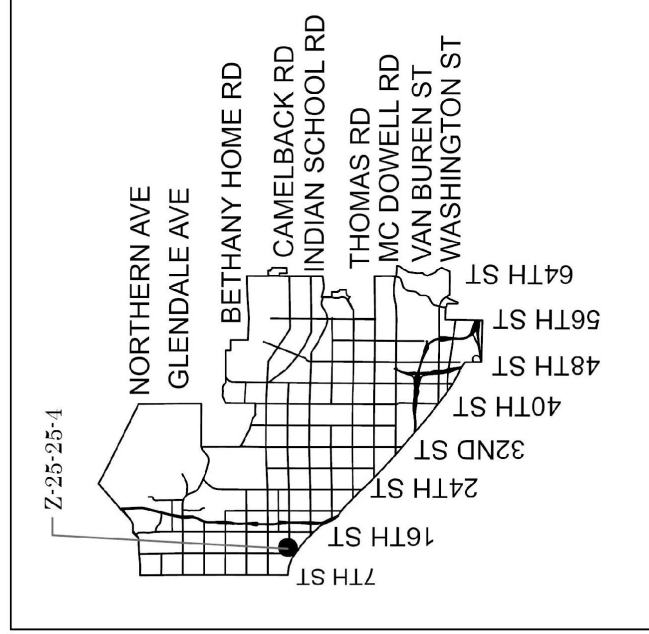 Z-25-25-4
NORTHERN AVE
GLENDALE AVE
BETHANY HOME RD
CAMELBACK RD
INDIAN SCHOOL RD
THOMAS RD
MC DOWELL RD
VAN BUREN ST
WASHINGTON ST
7TH ST
16TH ST
24TH ST
32ND ST
40TH ST
48TH ST
56TH ST
64TH ST